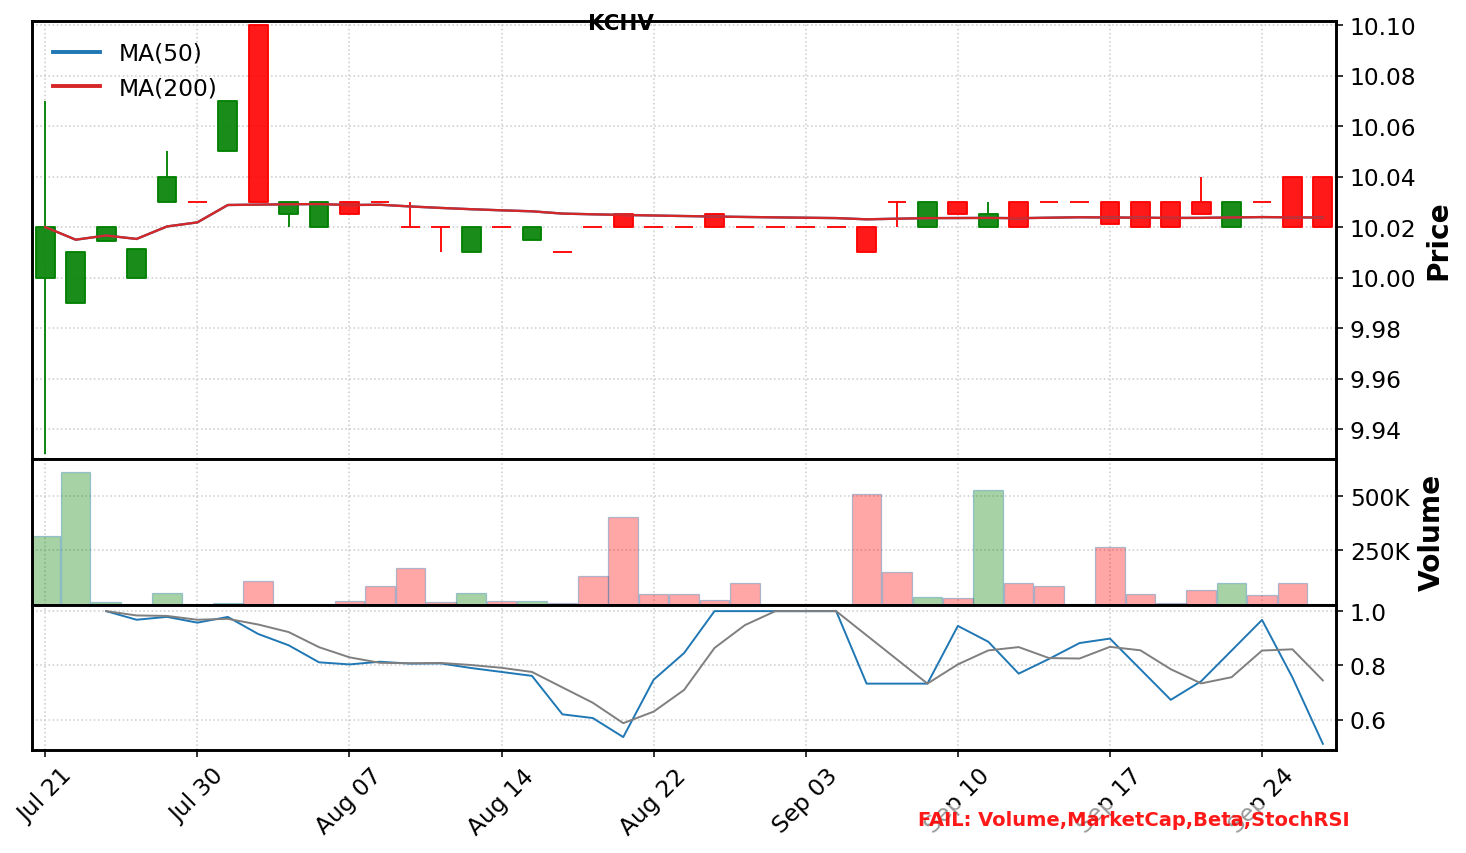 KCHV
MA(50)
MA(200)
10.10
10.08
10.06
10.04
10.02
10.00
9.98
9.96
9.94
Price
500K
250K
Volume
1.0
0.8
0.6
Jul 21
Jul 30
Aug 07
Aug 14
Aug 22
Sep 03
Sep 10
Sep 17
Sep 24
FAIL: Volume,MarketCap,Beta,StochRSI